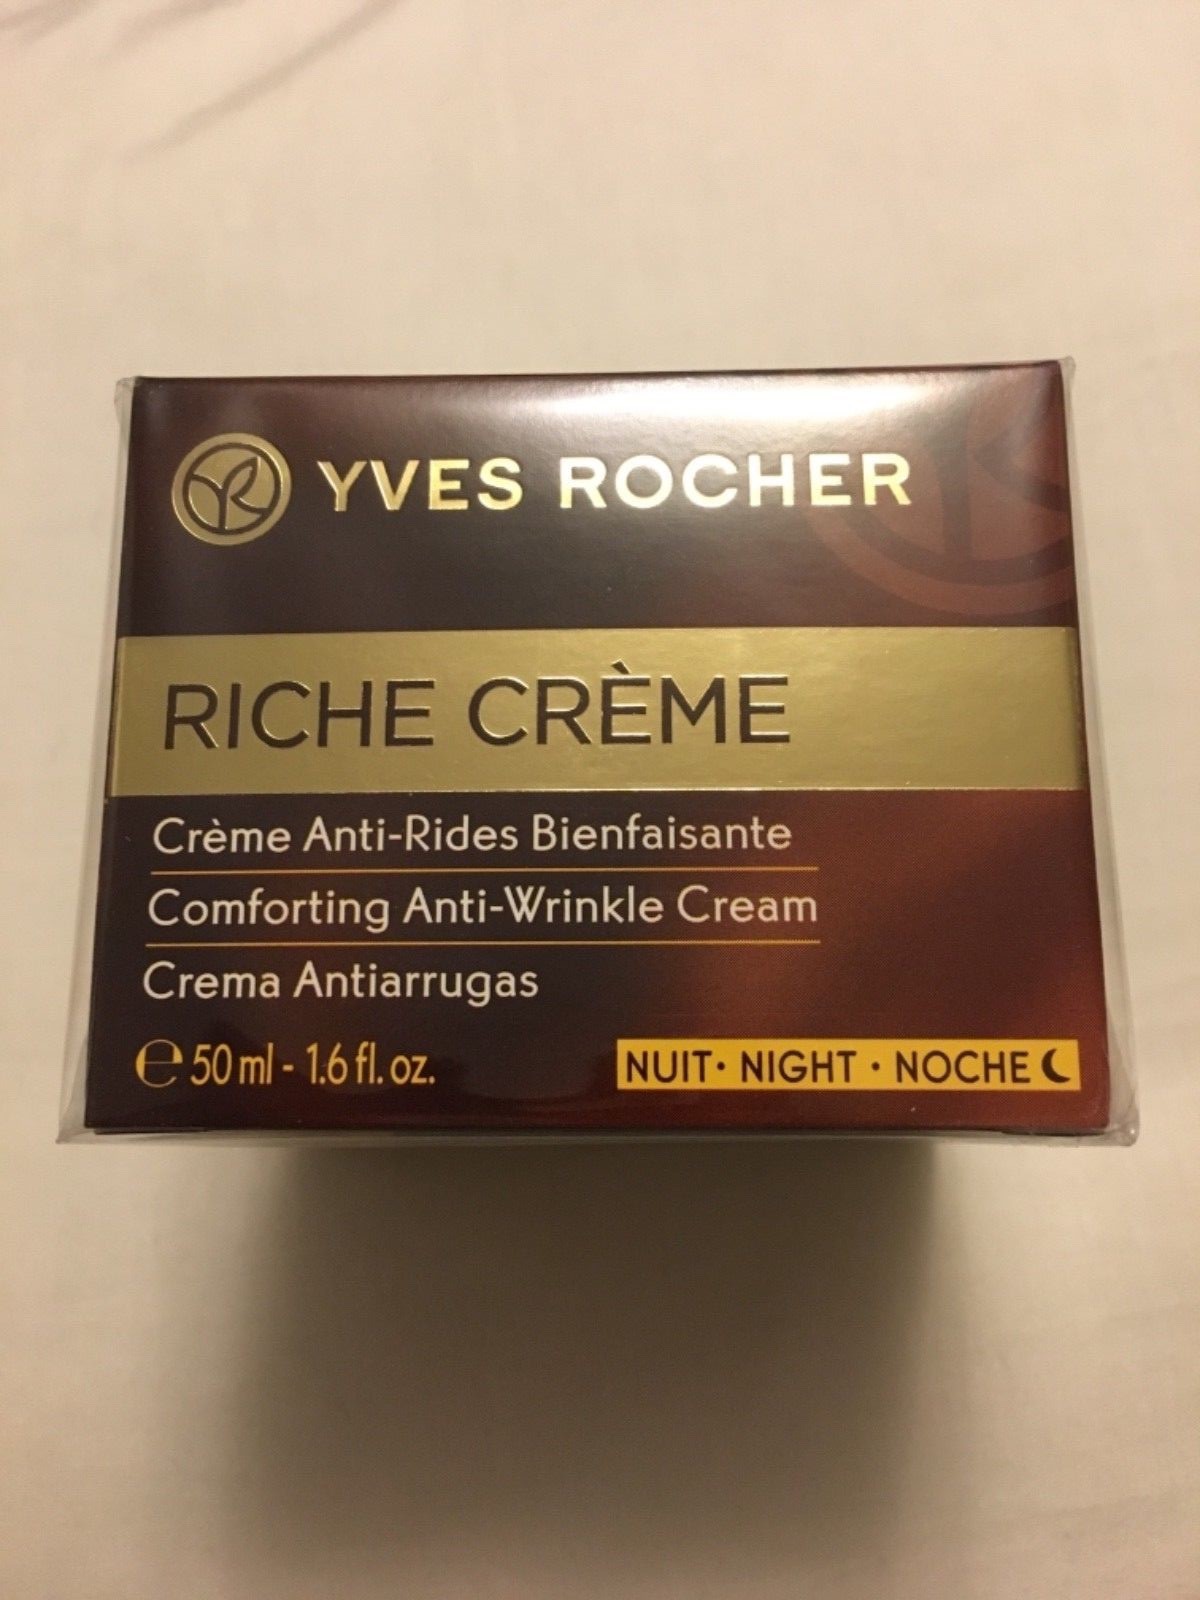 YVES ROCHER
RICHE CRÈME
Crème Anti-Rides Bienfaisante
Comforting Anti-Wrinkle Cream
Crema Antiarrugas
℮ 50 ml - 1.6 fl. oz.
NUIT • NIGHT • NOCHE